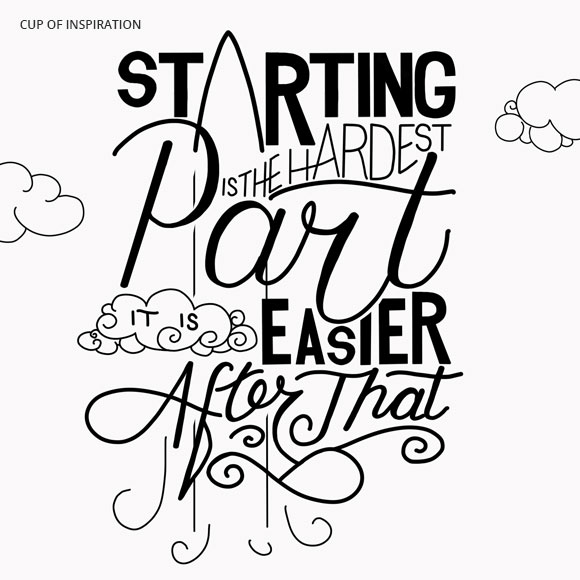 CUP OF INSPIRATION
STARTING
IS THE HARDEST
Part
IT IS EASIER
After That